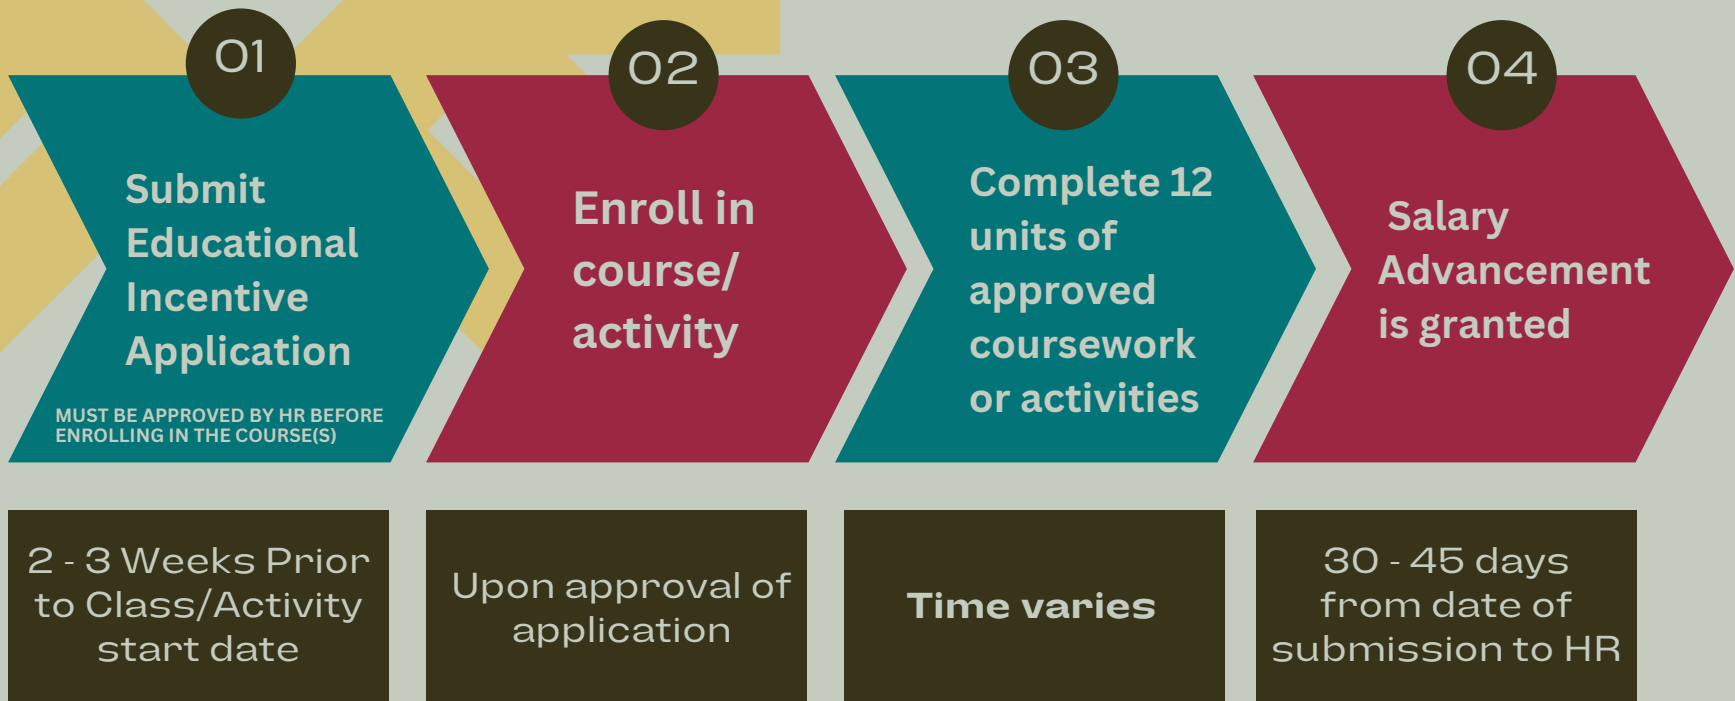 01
Submit
Educational
Incentive
Application
MUST BE APPROVED BY HR BEFORE
ENROLLING IN THE COURSE(S)
2 - 3 Weeks Prior
to Class/Activity
start date
02
Enroll in
course/
activity
Upon approval of
application
03
Complete 12
units of
approved
coursework
or activities
Time varies
04
Salary
Advancement
is granted
30 - 45 days
from date of
submission to HR